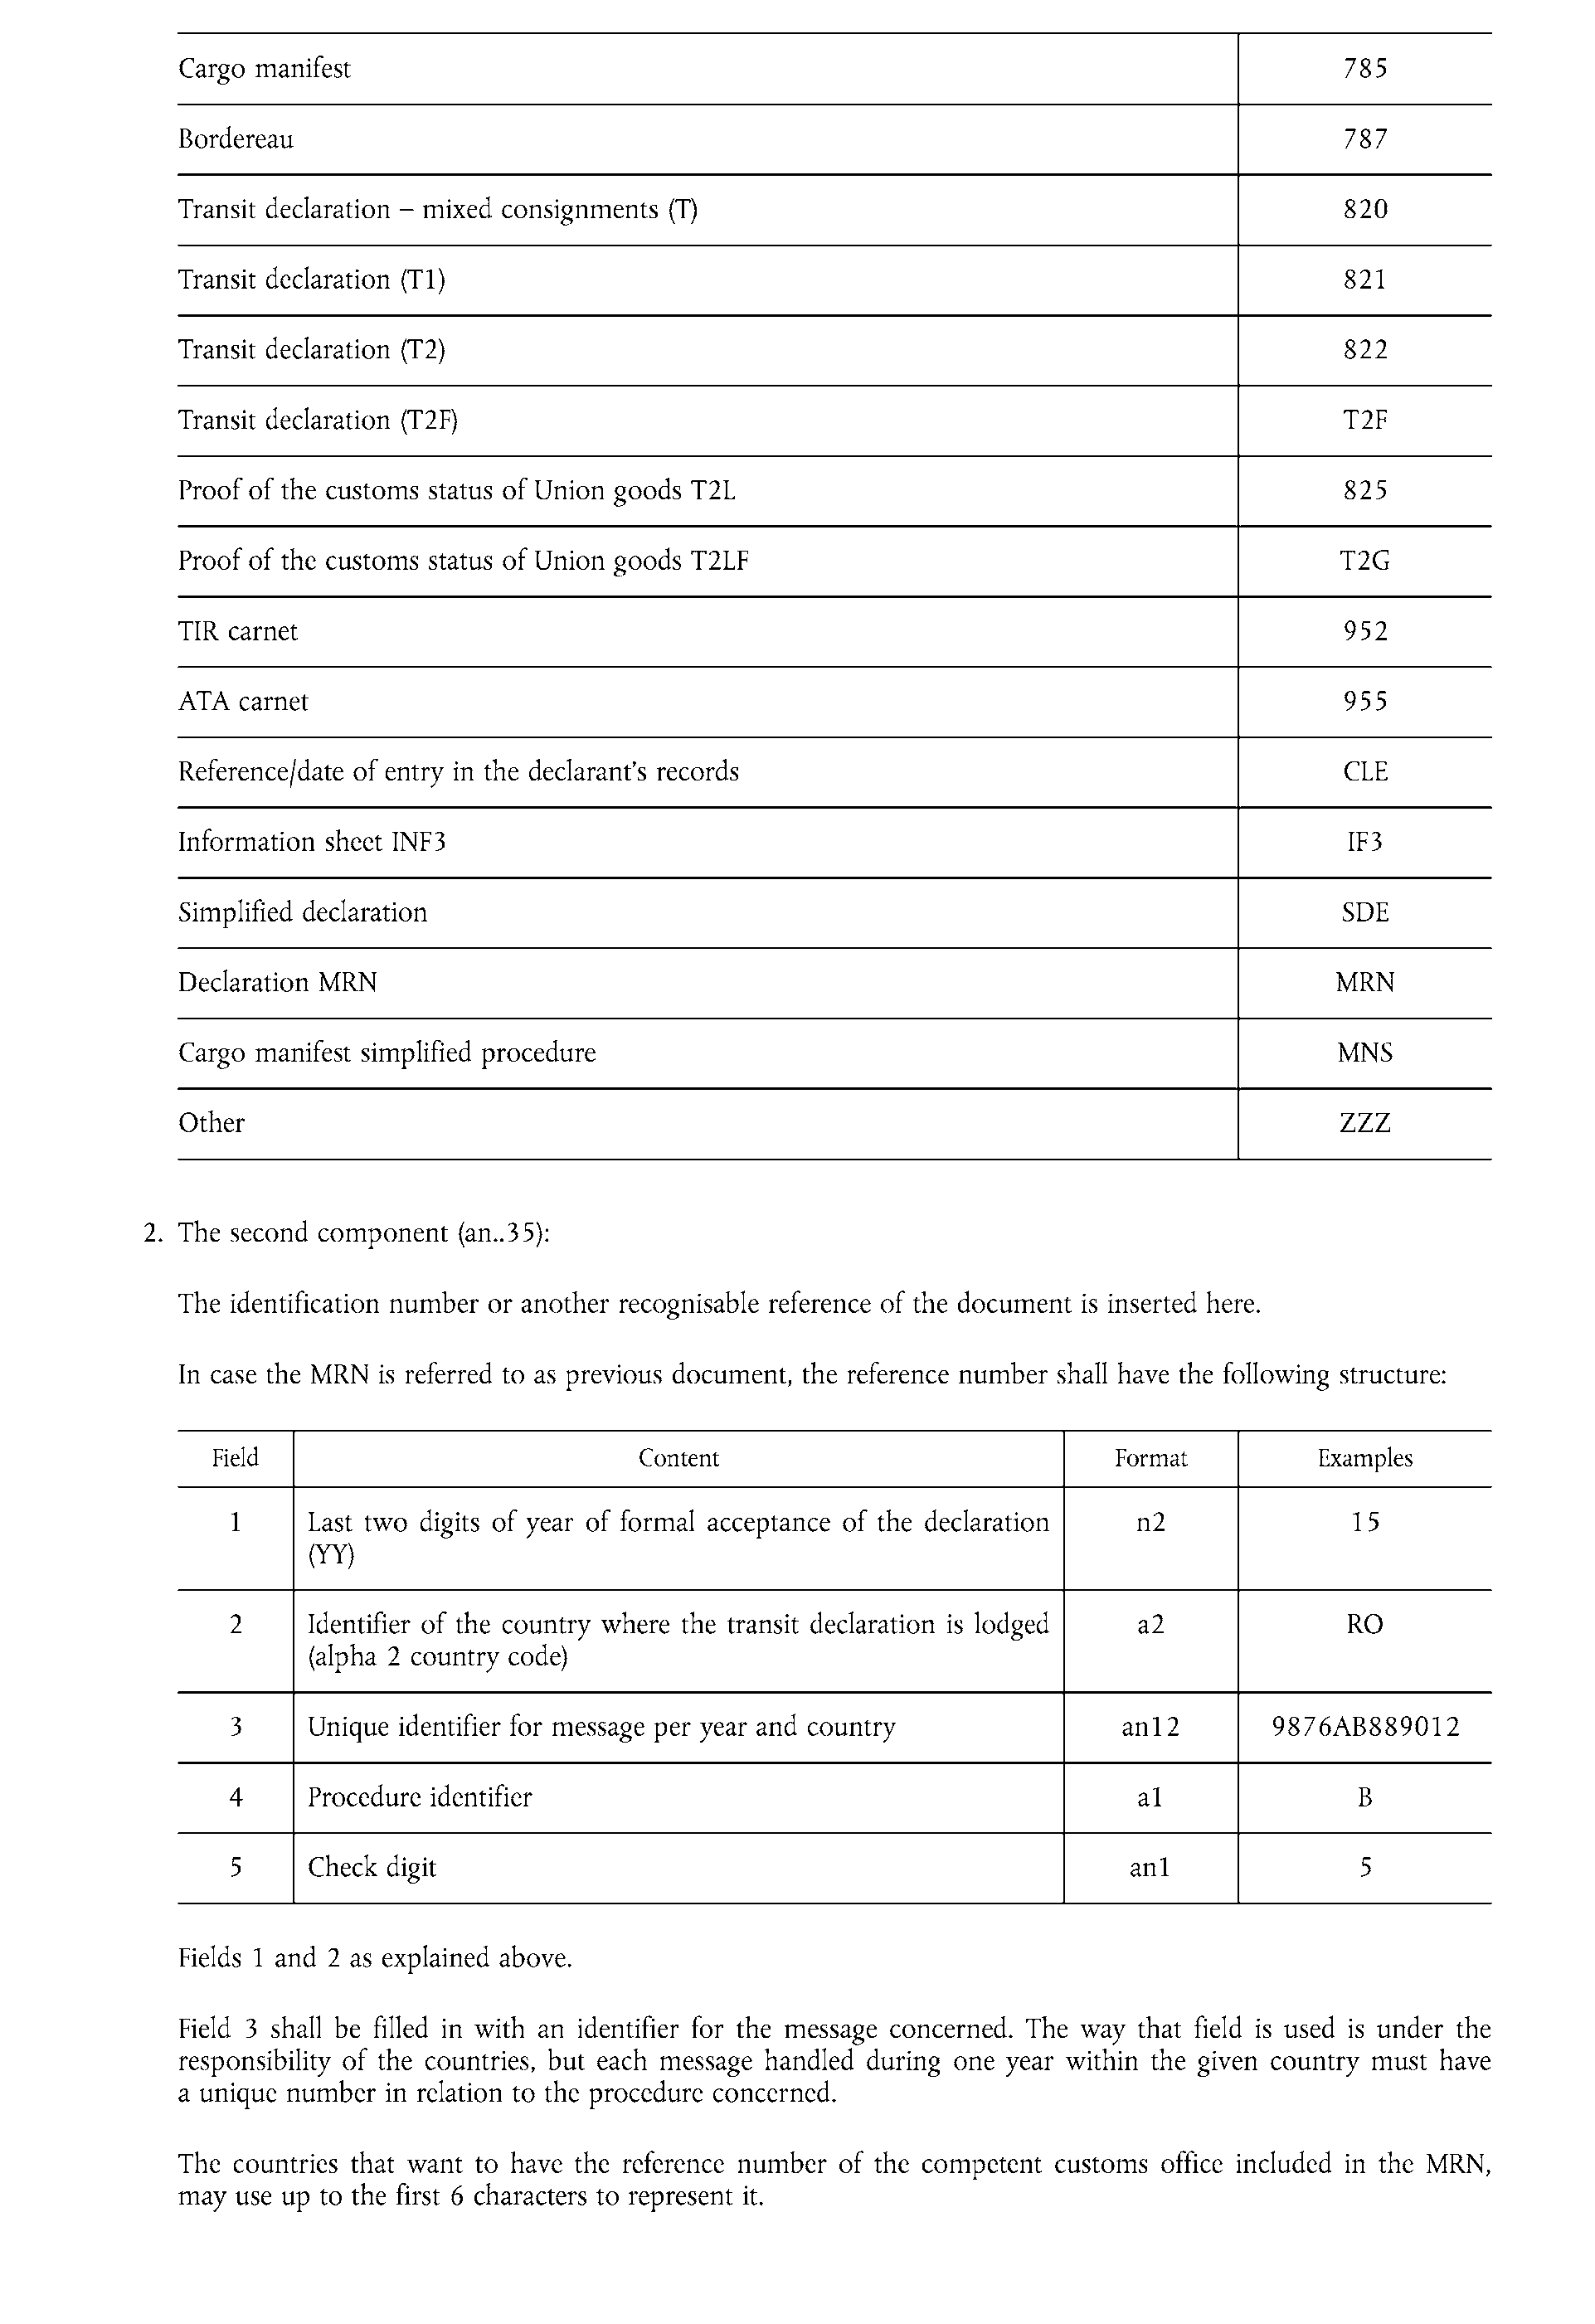 Cargo manifest 785
Bordereau 787
Transit declaration – mixed consignments (T) 820
Transit declaration (T1) 821
Transit declaration (T2) 822
Transit declaration (T2F) T2F
Proof of the customs status of Union goods T2L 825
Proof of the customs status of Union goods T2LF T2G
TIR carnet 952
ATA carnet 955
Reference/date of entry in the declarant's records CLE
Information sheet INF3 IF3
Simplified declaration SDE
Declaration MRN MRN
Cargo manifest simplified procedure MNS
Other ZZZ
2. The second component (an..35):
The identification number or another recognisable reference of the document is inserted here.
In case the MRN is referred to as previous document, the reference number shall have the following structure:
Field Content Format Examples
1 Last two digits of year of formal acceptance of the declaration n2 15
(YY)
2 Identifier of the country where the transit declaration is lodged a2 RO
(alpha 2 country code)
3 Unique identifier for message per year and country an12 9876AB889012
4 Procedure identifier a1 B
5 Check digit an1 5
Fields 1 and 2 as explained above.
Field 3 shall be filled in with an identifier for the message concerned. The way that field is used is under the
responsibility of the countries, but each message handled during one year within the given country must have
a unique number in relation to the procedure concerned.
The countries that want to have the reference number of the competent customs office included in the MRN,
may use up to the first 6 characters to represent it.